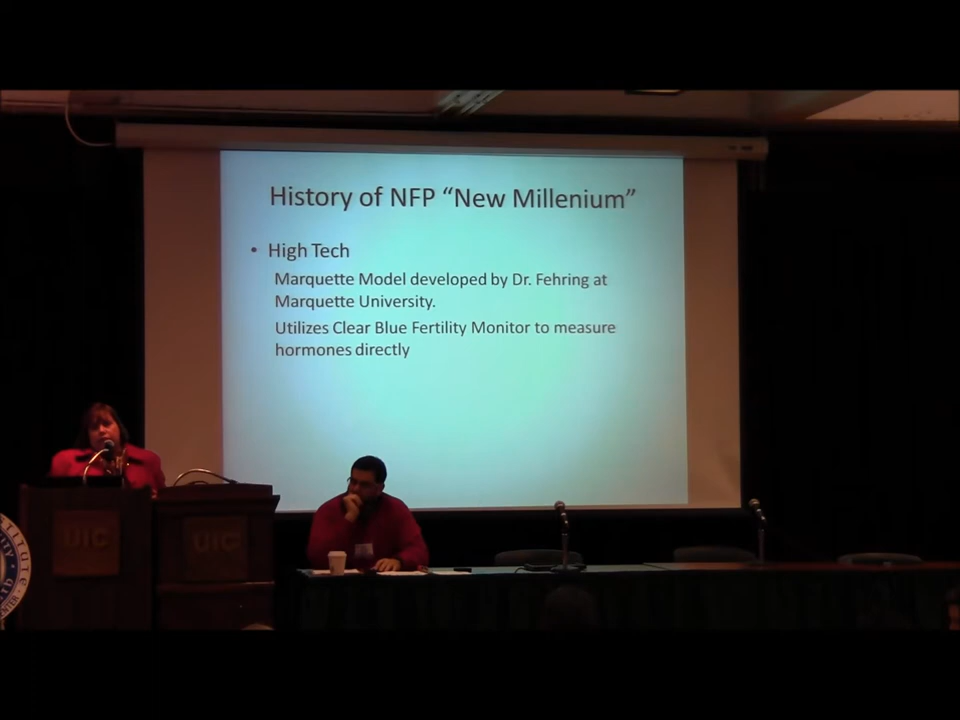 History of NFP “New Millenium”
• High Tech
Marquette Model developed by Dr. Fehring at
Marquette University.
Utilizes Clear Blue Fertility Monitor to measure
hormones directly
UIC
UIC